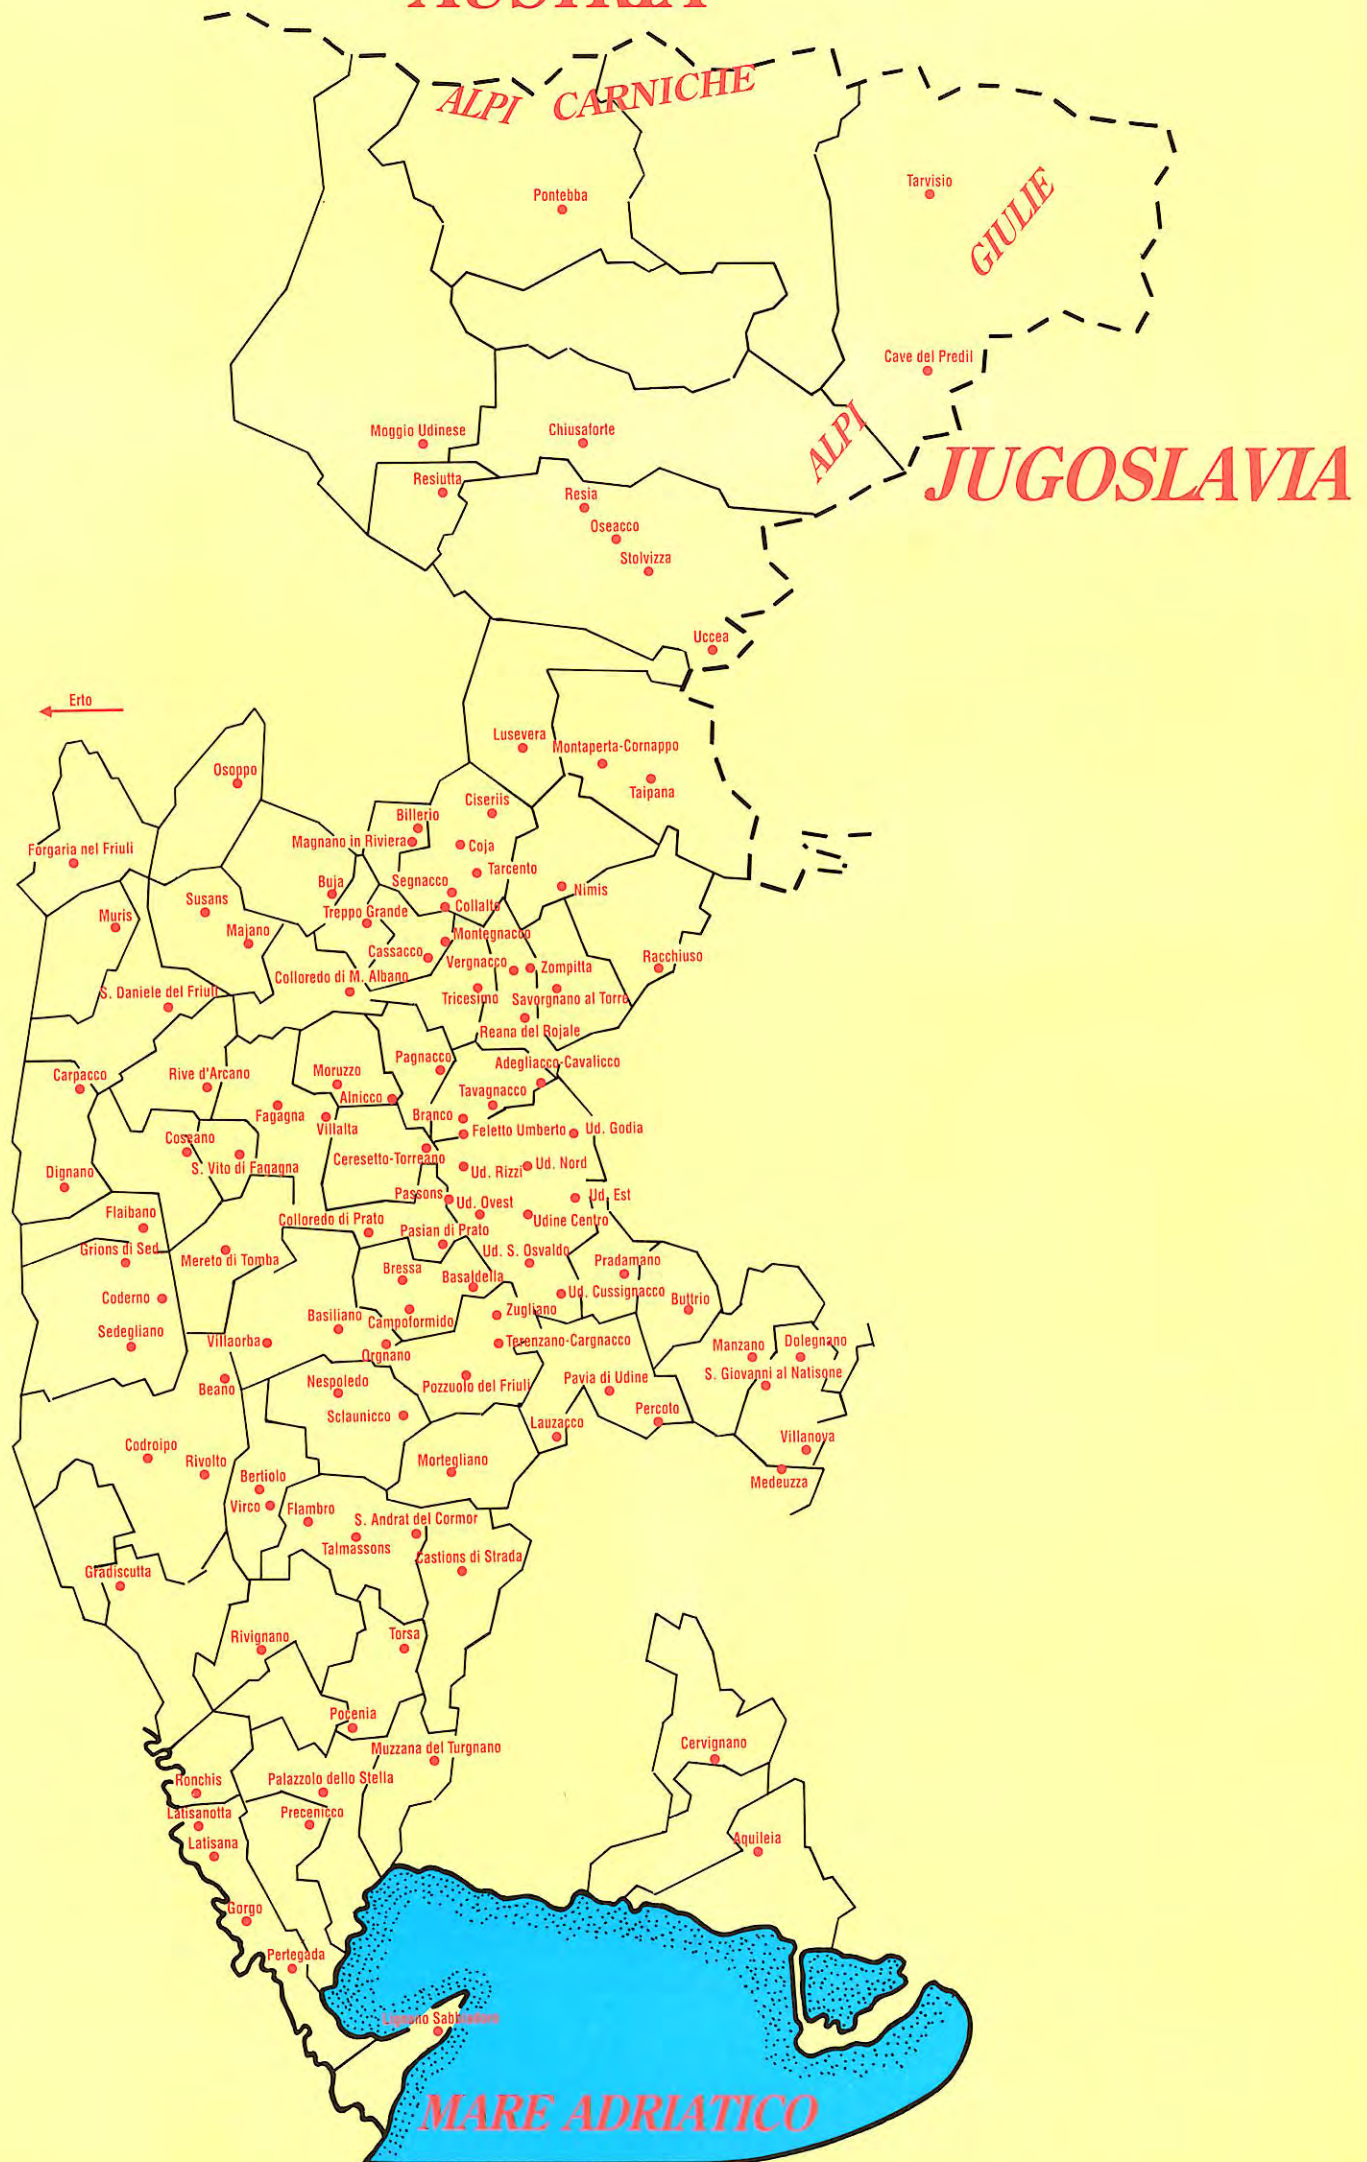 AUSTRIA
ALPI CARNICHE
Pontebba
Tarvisio
GIULIE
Cave del Predil
ALPI
JUGOSLAVIA
Moggio Udinese
Chiusaforte
Resiutta
Resia
Oseacco
Stolvizza
Uccea
Erto
Lusevera
Montaperta-Cornappo
Taipana
Osoppo
Ciseriis
Billerio
Magnano in Riviera
Coja
Forgaria nel Friuli
Tarcento
Segnacco
Buja
Nimis
Susans
Collalto
Treppo Grande
Muris
Majano
Montegnacco
Cassacco
Vergnacco
Zompitta
Racchiuso
Colloredo di M. Albano
S. Daniele del Friuli
Tricesimo
Savorgnano al Torre
Reana del Rojale
Pagnacco
Adegliacco-Cavalicco
Carpacco
Rive d'Arcano
Moruzzo
Alnicco
Tavagnacco
Fagagna
Villalta
Branco
Feletto Umberto
Ud. Godia
Coseano
S. Vito di Fagagna
Ceresetto-Torreano
Ud. Rizzi
Ud. Nord
Dignano
Passons
Ud. Ovest
Ud. Est
Flaibano
Colloredo di Prato
Udine Centro
Pasian di Prato
Grions di Sed.
Mereto di Tomba
Ud. S. Osvaldo
Pradamano
Bressa
Basaldella
Coderno
Ud. Cussignacco
Buttrio
Basiliano
Campoformido
Zugliano
Sedegliano
Villaorba
Orgnano
Terenzano-Cargnacco
Manzano
Dolegnano
S. Giovanni al Natisone
Beano
Nespoledo
Pozzuolo del Friuli
Pavia di Udine
Sclaunicco
Percoto
Lauzacco
Codroipo
Rivolto
Villanova
Bertiolo
Mortegliano
Medeuzza
Virco
Flambro
S. Andrat del Cormor
Talmassons
Castions di Strada
Gradiscutta
Rivignano
Torsa
Pocenia
Muzzana del Turgnano
Cervignano
Ronchis
Palazzolo dello Stella
Latisanotta
Precenicco
Latisana
Aquileia
Gorgo
Pertegada
Lignano Sabbiadoro
MARE ADRIATICO